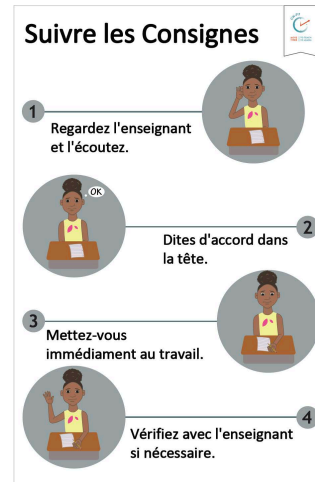 Suivre les Consignes
1
Regardez l'enseignant
et l'écoutez.
OK
2
Dites d'accord dans
la tête.
3
Mettez-vous
immédiament au travail.
4
Vérifiez avec l'enseignant
si nécessaire.